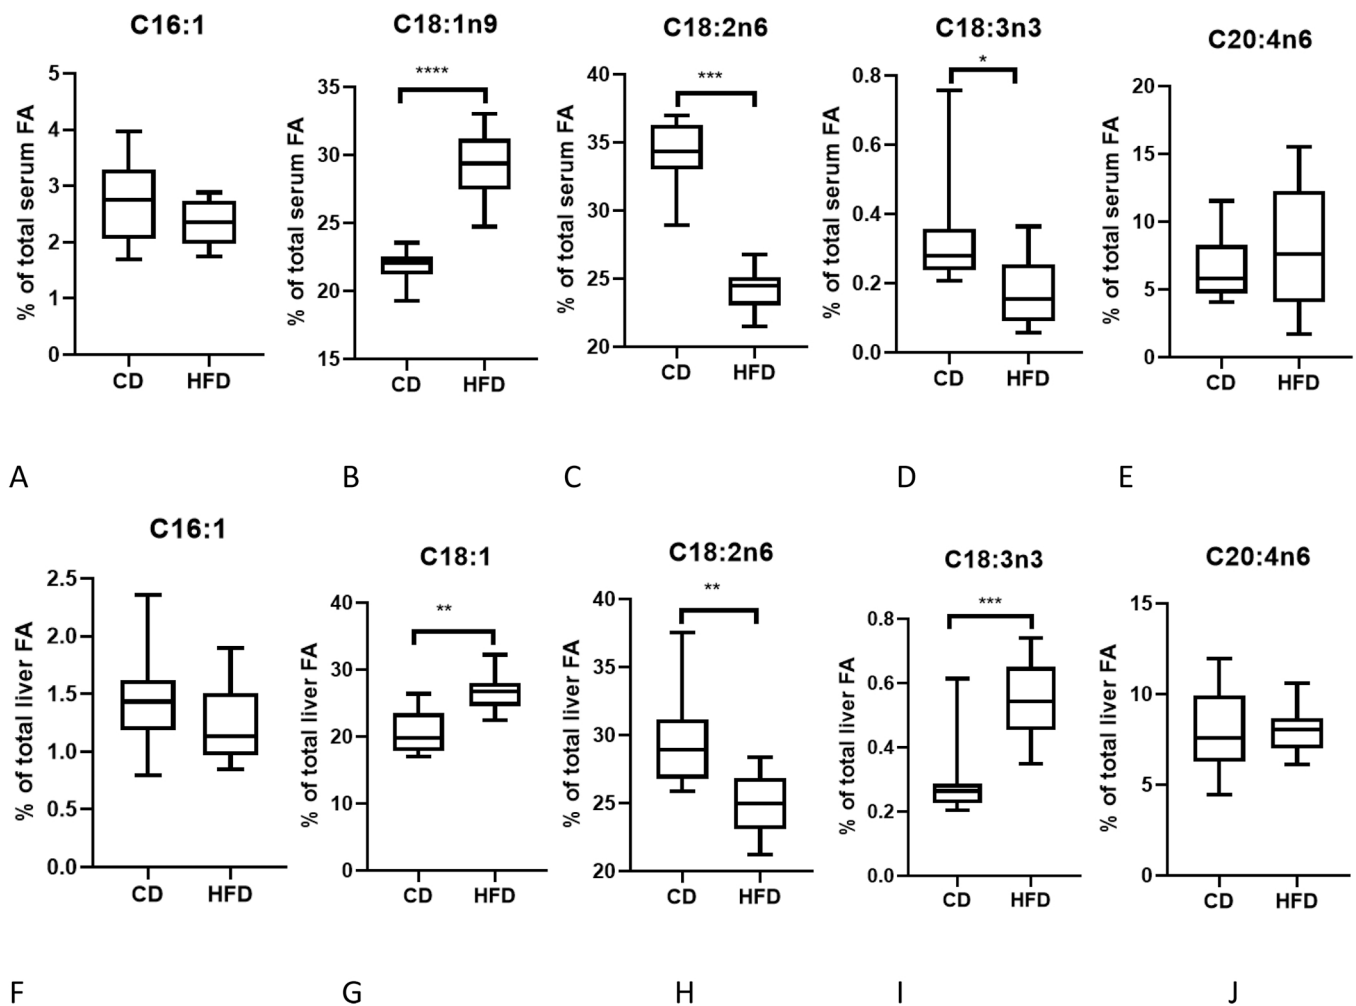 C16:1
C18:1n9
C18:2n6
C18:3n3
C20:4n6
% of total serum FA
5
4
3
2
1
0
CD
HFD
% of total serum FA
35
30
25
20
15
****
CD
HFD
% of total serum FA
40
35
30
25
20
***
CD
HFD
% of total serum FA
0.8
0.6
0.4
0.2
0.0
*
CD
HFD
% of total serum FA
20
15
10
5
0
CD
HFD
A
B
C
D
E
C16:1
C18:1
C18:2n6
C18:3n3
C20:4n6
% of total liver FA
2.5
2.0
1.5
1.0
0.5
0.0
CD
HFD
% of total liver FA
40
30
20
10
0
**
CD
HFD
% of total liver FA
40
35
30
25
20
**
CD
HFD
% of total liver FA
0.8
0.6
0.4
0.2
0.0
***
CD
HFD
% of total liver FA
15
10
5
0
CD
HFD
F
G
H
I
J